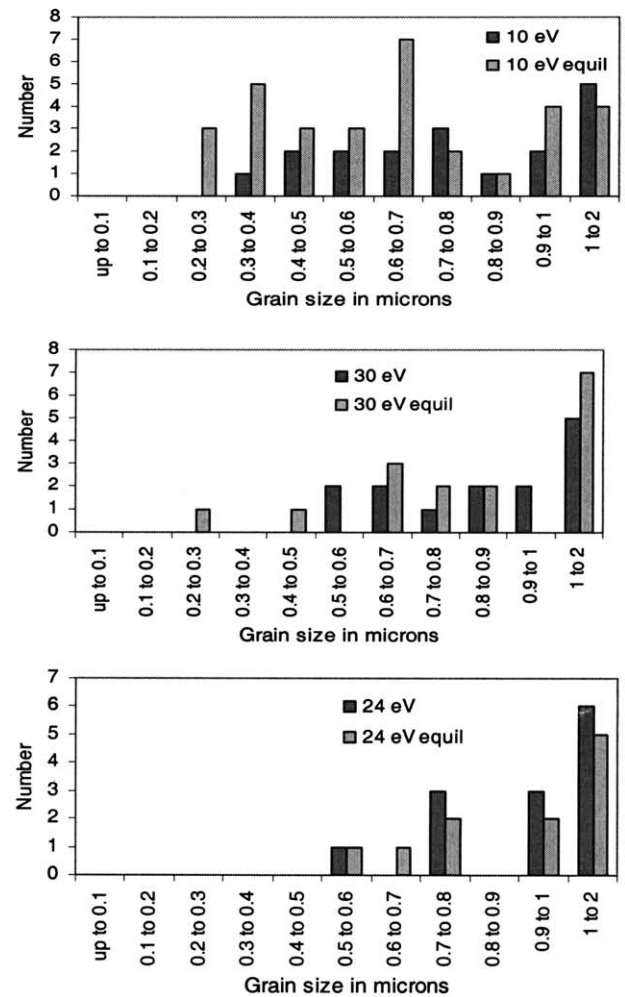 8
7
6
5
4
3
2
1
0
Number
10 eV
10 eV equil
up to 0.1
0.1 to 0.2
0.2 to 0.3
0.3 to 0.4
0.4 to 0.5
0.5 to 0.6
0.6 to 0.7
0.7 to 0.8
0.8 to 0.9
0.9 to 1
1 to 2
Grain size in microns
8
7
6
5
4
3
2
1
0
Number
30 eV
30 eV equil
up to 0.1
0.1 to 0.2
0.2 to 0.3
0.3 to 0.4
0.4 to 0.5
0.5 to 0.6
0.6 to 0.7
0.7 to 0.8
0.8 to 0.9
0.9 to 1
1 to 2
Grain size in microns
7
6
5
4
3
2
1
0
Number
24 eV
24 eV equil
up to 0.1
0.1 to 0.2
0.2 to 0.3
0.3 to 0.4
0.4 to 0.5
0.5 to 0.6
0.6 to 0.7
0.7 to 0.8
0.8 to 0.9
0.9 to 1
1 to 2
Grain size in microns